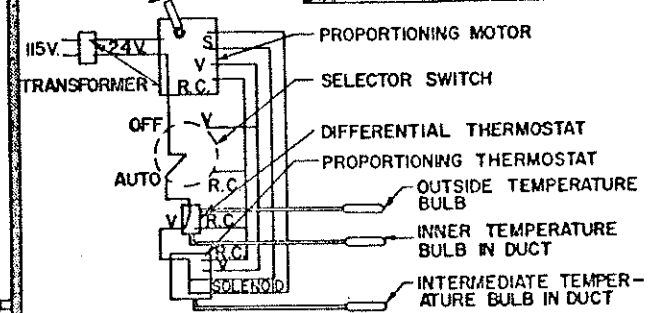 115V.
24V.
S
V
R.C.
TRANSFORMER
PROPORTIONING MOTOR
SELECTOR SWITCH
OFF
V
AUTO
R.C.
DIFFERENTIAL THERMOSTAT
PROPORTIONING THERMOSTAT
V
R.C.
OUTSIDE TEMPERATURE
BULB
INNER TEMPERATURE
BULB IN DUCT
R.C.
V
SOLENOID
INTERMEDIATE TEMPER-
ATURE BULB IN DUCT